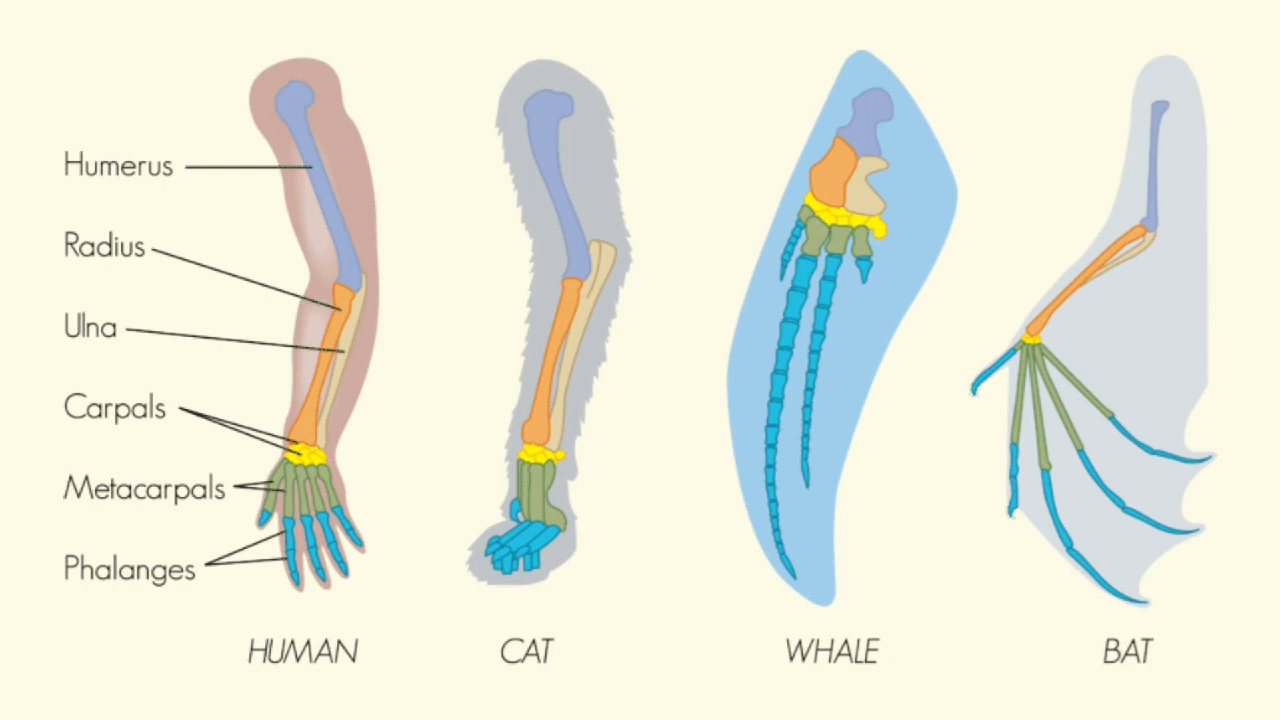 Humerus
Radius
Ulna
Carpals
Metacarpals
Phalanges
HUMAN
CAT
WHALE
BAT